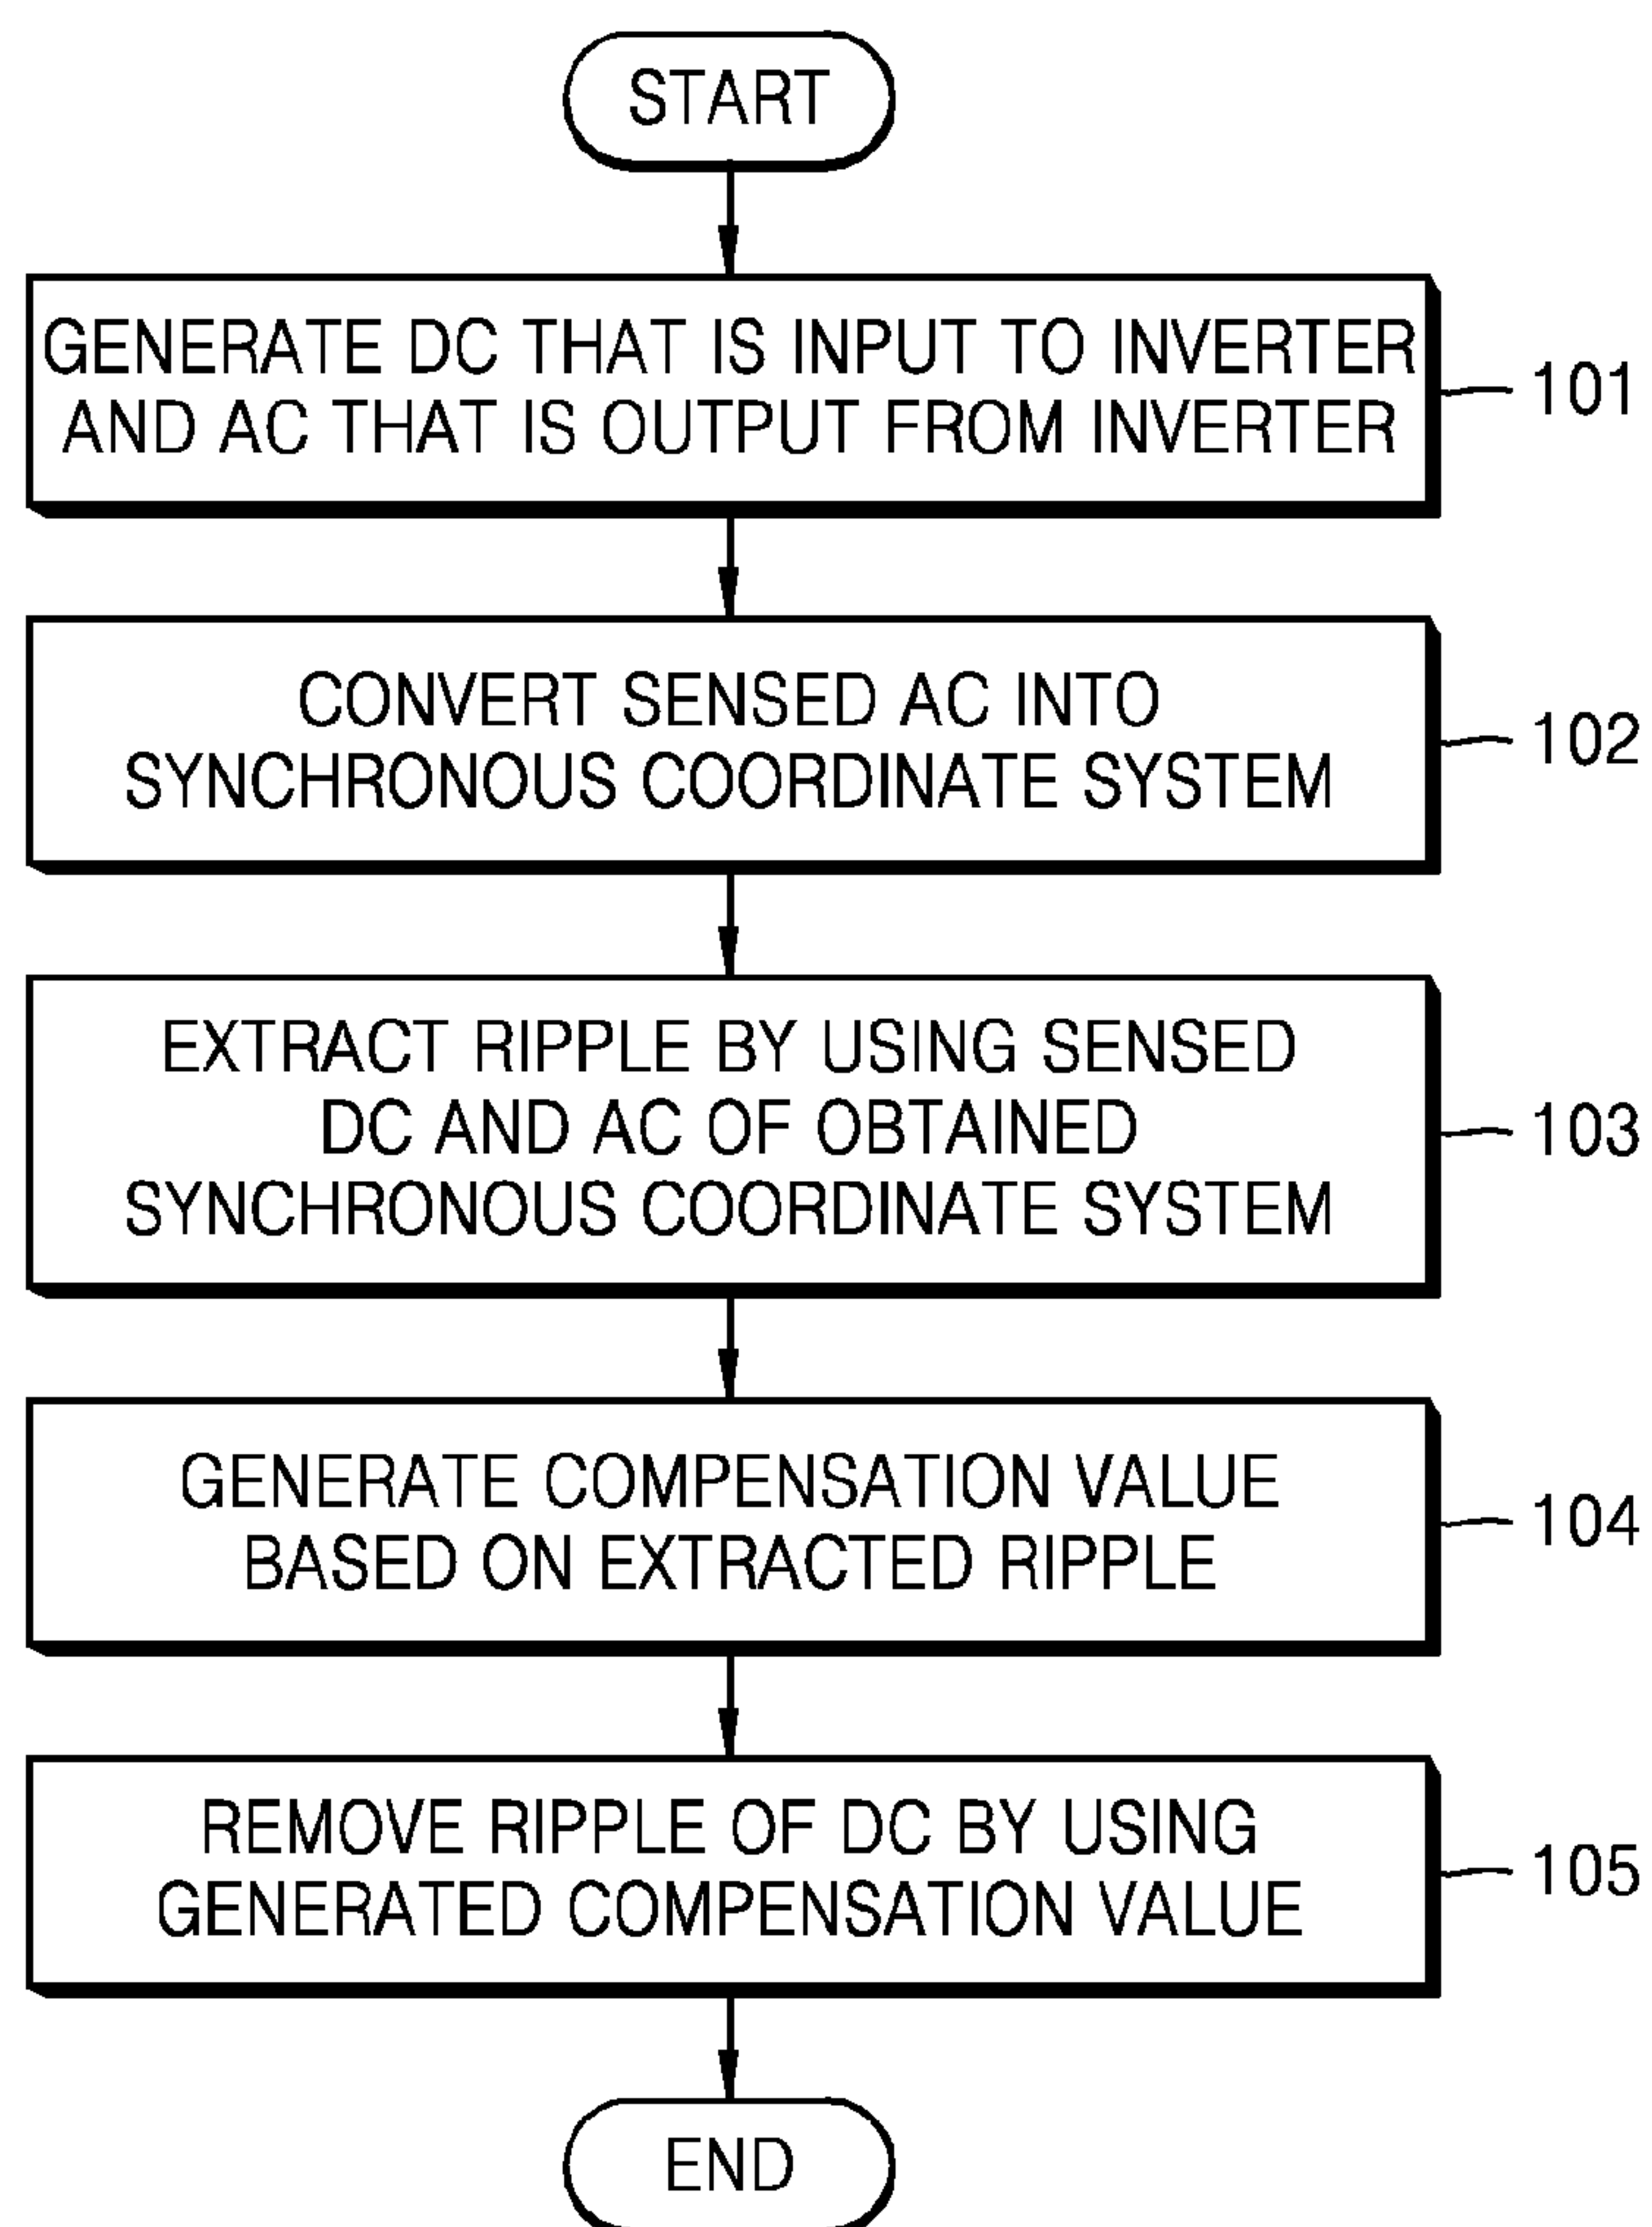 START
GENERATE DC THAT IS INPUT TO INVERTER
AND AC THAT IS OUTPUT FROM INVERTER
101
CONVERT SENSED AC INTO
SYNCHRONOUS COORDINATE SYSTEM
102
EXTRACT RIPPLE BY USING SENSED
DC AND AC OF OBTAINED
SYNCHRONOUS COORDINATE SYSTEM
103
GENERATE COMPENSATION VALUE
BASED ON EXTRACTED RIPPLE
104
REMOVE RIPPLE OF DC BY USING
GENERATED COMPENSATION VALUE
105
END